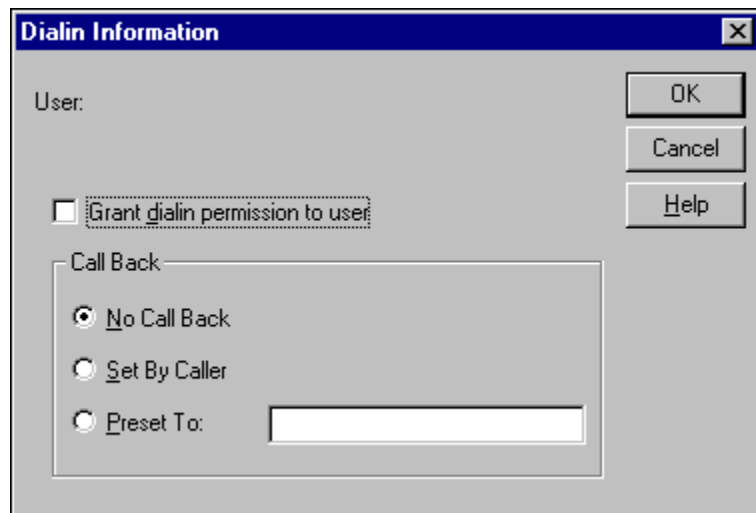 Dialin Information
User:
OK
Cancel
Help
Grant dialin permission to user
Call Back
No Call Back
Set By Caller
Preset To: